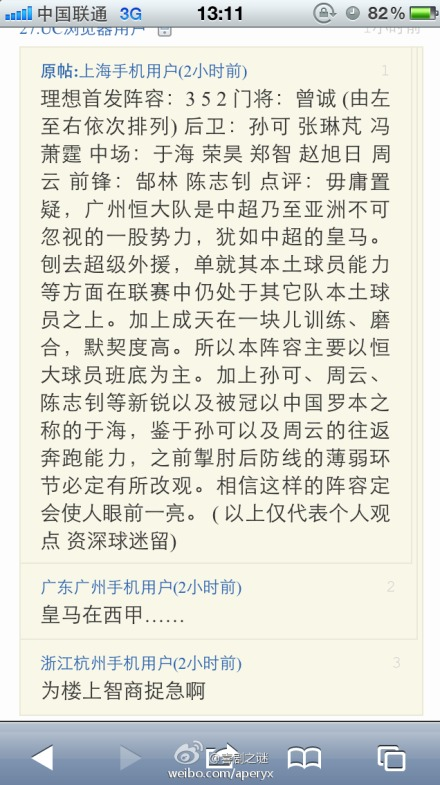 中国联通 3G 13:11 82%
27.UC浏览器用户 1小时前
原帖:上海手机用户(2小时前) 1
理想首发阵容：3 5 2 门将：曾诚 (由左
至右依次排列) 后卫：孙可 张琳芃 冯
萧霆 中场：于海 荣昊 郑智 赵旭日 周
云 前锋：郜林 陈志钊 点评：毋庸置
疑，广州恒大队是中超乃至亚洲不可
忽视的一股势力，犹如中超的皇马。
刨去超级外援，单就其本土球员能力
等方面在联赛中仍处于其它队本土球
员之上。加上成天在一块儿训练、磨
合，默契度高。所以本阵容主要以恒
大球员班底为主。加上孙可、周云、
陈志钊等新锐以及被冠以中国罗本之
称的于海，鉴于孙可以及周云的往返
奔跑能力，之前掣肘后防线的薄弱环
节必定有所改观。相信这样的阵容定
会使人眼前一亮。 ( 以上仅代表个人观
点 资深球迷留)
广东广州手机用户(2小时前) 2
皇马在西甲……
浙江杭州手机用户(2小时前) 3
为楼上智商捉急啊
@喜剧之谜
weibo.com/aperyx